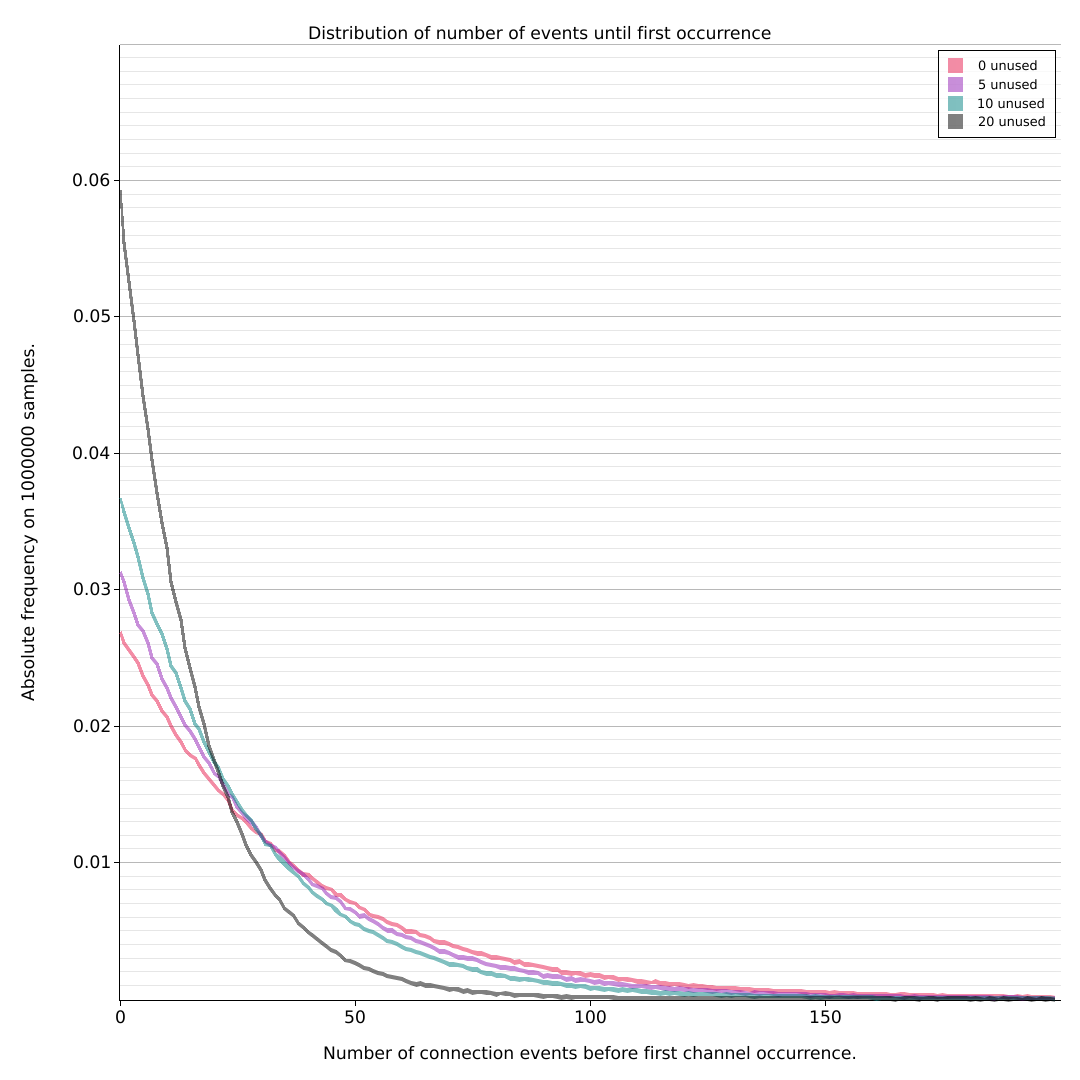 Distribution of number of events until first occurrence
0 unused
5 unused
10 unused
20 unused
0.06
0.05
0.04
0.03
0.02
0.01
Absolute frequency on 1000000 samples.
0 50 100 150
Number of connection events before first channel occurrence.